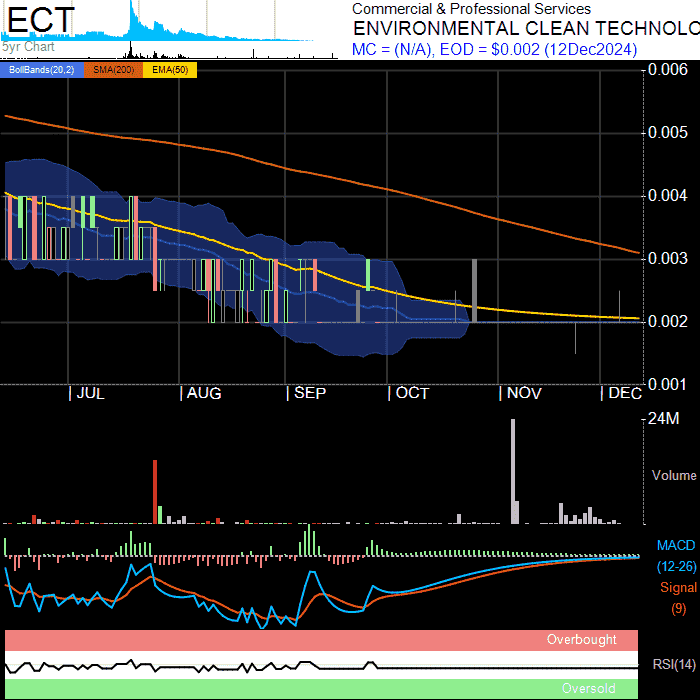 ECT
5yr Chart
Commercial & Professional Services
ENVIRONMENTAL CLEAN TECHNOLO
MC = (N/A), EOD = $0.002 (12Dec2024)
BollBands(20,2) SMA(200) EMA(50)
0.006
0.005
0.004
0.003
0.002
0.001
JUL AUG SEP OCT NOV DEC
24M
Volume
MACD
(12-26)
Signal
(9)
Overbought
RSI(14)
Oversold